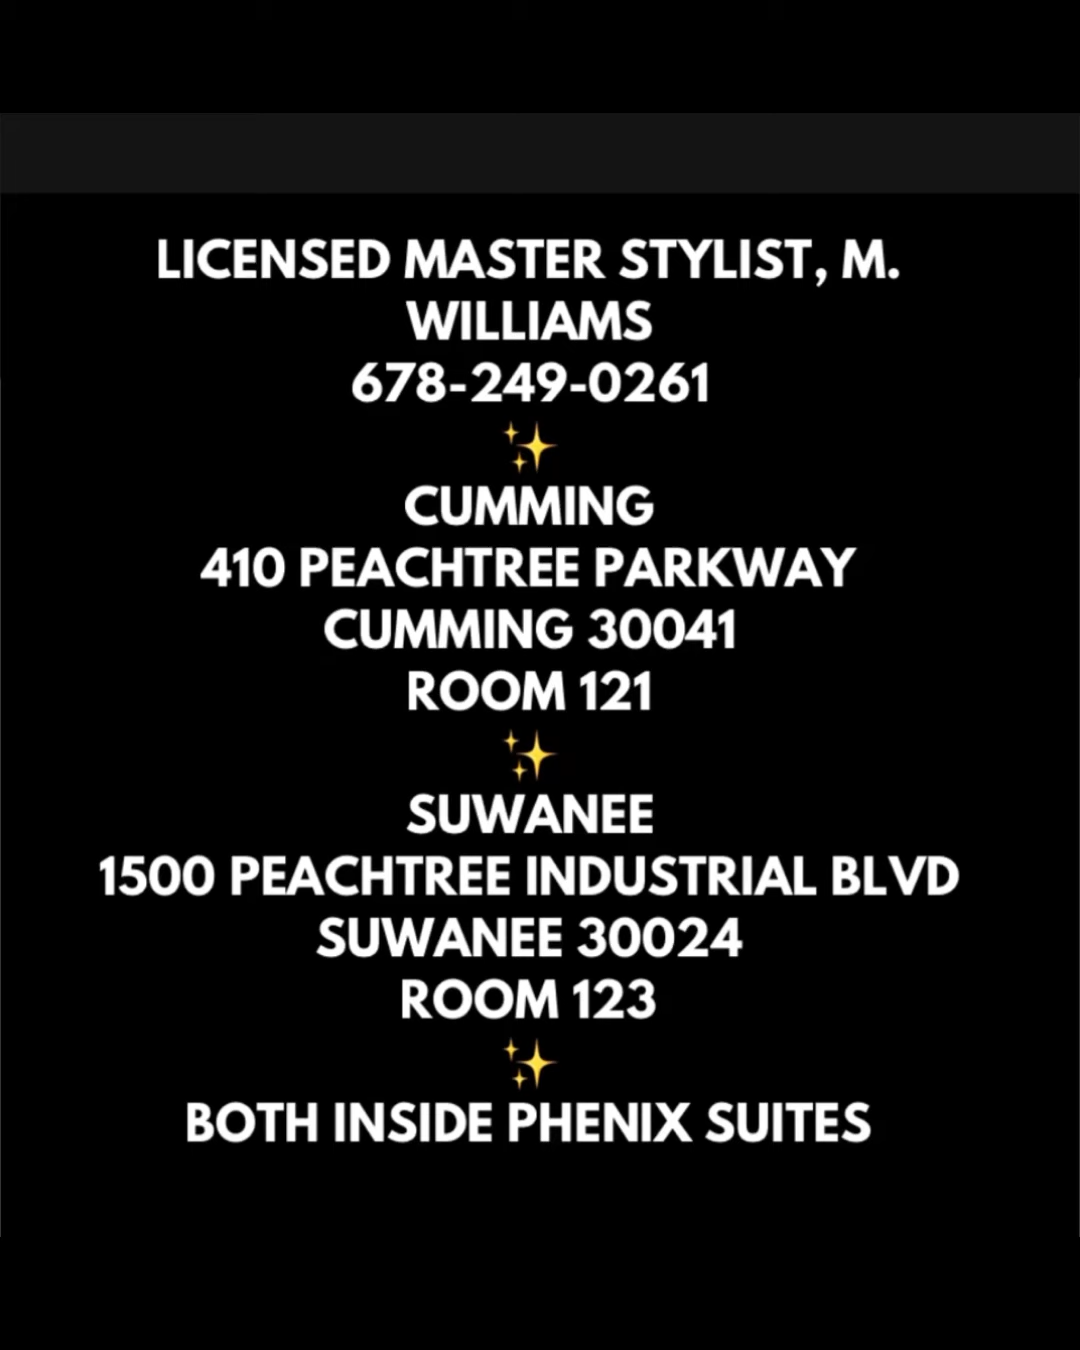 LICENSED MASTER STYLIST, M.
WILLIAMS
678-249-0261
✨
CUMMING
410 PEACHTREE PARKWAY
CUMMING 30041
ROOM 121
✨
SUWANEE
1500 PEACHTREE INDUSTRIAL BLVD
SUWANEE 30024
ROOM 123
✨
BOTH INSIDE PHENIX SUITES